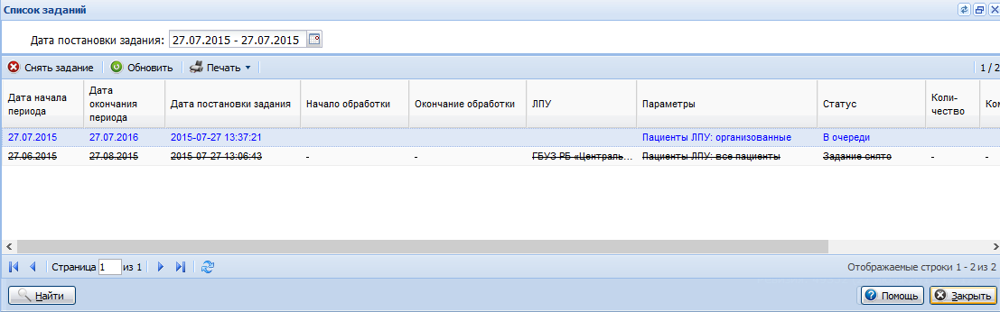 Список заданий
Дата постановки задания: 27.07.2015 - 27.07.2015
Снять задание Обновить Печать 1 / 2
Дата начала периода Дата окончания периода Дата постановки задания Начало обработки Окончание обработки ЛПУ Параметры Статус Коли-чество Ком
27.07.2015 27.07.2016 2015-07-27 13:37:21 Пациенты ЛПУ: организованные В очереди
27.06.2015 27.08.2015 2015-07-27 13:06:43 - - ГБУЗ РБ «Централь... Пациенты ЛПУ: все пациенты Задание снято - -
Страница 1 из 1 Отображаемые строки 1 - 2 из 2
Найти Помощь Закрыть